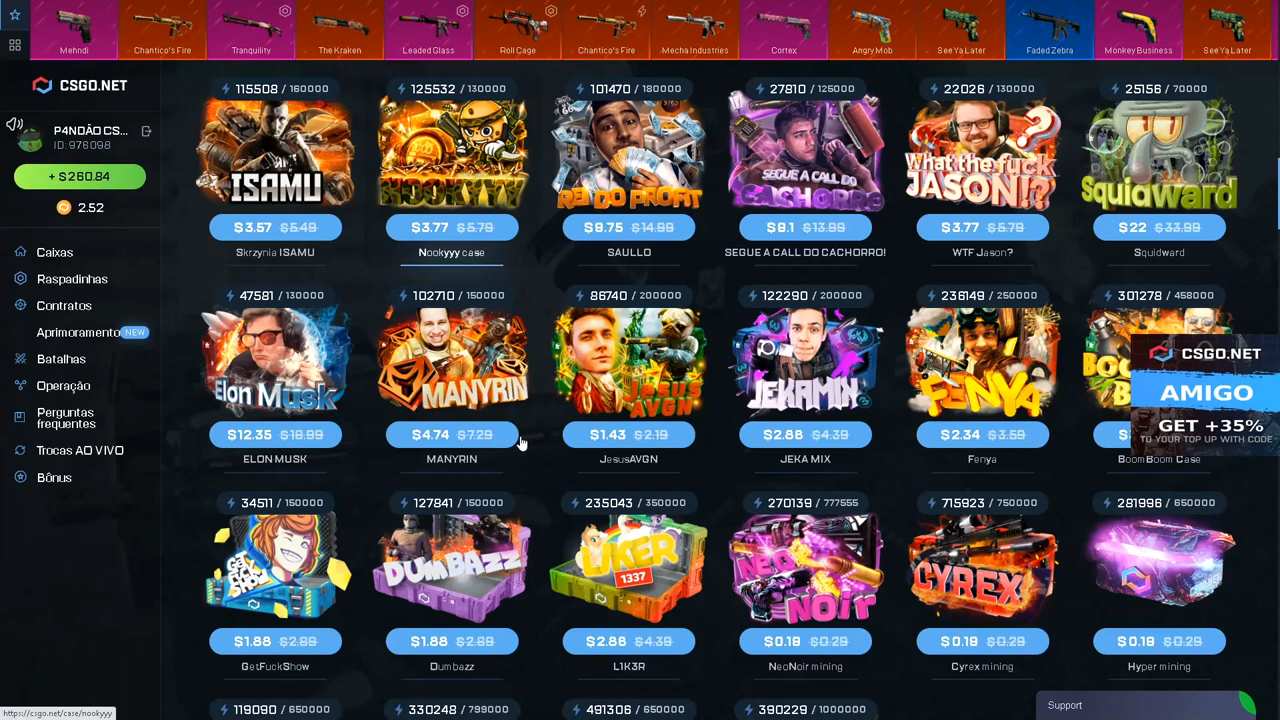 Mehndi
Chantico's Fire
Tranquility
The Kraken
Leaded Glass
Roll Cage
Chantico's Fire
Mecha Industries
Cortex
Angry Mob
See Ya Later
Faded Zebra
Monkey Business
See Ya Later
CSGO.NET
P4NDÃO CS...
ID: 976098
+ $260.84
2.52
Caixas
Raspadinhas
Contratos
Aprimoramento NEW
Batalhas
Operação
Perguntas
frequentes
Trocas AO VIVO
Bônus
115508 / 160000
125532 / 130000
101470 / 180000
27810 / 125000
22026 / 130000
25156 / 70000
ISAMU
NOOKYYY
REI DO PROFIT
SEGUE A CALL DO
CACHORRO
What the fuck
JASON!?
Squidward
$3.57 $5.49
$3.77 $5.79
$8.75 $14.99
$8.1 $13.99
$3.77 $5.79
$22 $33.99
Skrzynia ISAMU
Nookyyy case
SAULLO
SEGUE A CALL DO CACHORRO!
WTF Jason?
Squidward
47581 / 130000
102710 / 150000
86740 / 200000
122290 / 200000
236149 / 250000
301278 / 458000
Elon Musk
MANYRIN
JESUS
AVGN
JEKAMIN
FENYA
$12.35 $18.99
$4.74 $7.29
$1.43 $2.19
$2.88 $4.39
$2.34 $3.59
ELON MUSK
MANYRIN
JesusAVGN
JEKA MIX
Fenya
BoomBoom Case
CSGO.NET
AMIGO
GET +35%
TO YOUR TOP UP WITH CODE
34511 / 150000
127841 / 150000
235043 / 350000
270139 / 777555
715923 / 750000
281996 / 650000
GET
FUCK
SHOW
DUMBAZZ
LIKER
1337
NEO
NOIR
CYREX
$1.88 $2.89
$1.88 $2.89
$2.86 $4.39
$0.19 $0.29
$0.19 $0.29
$0.19 $0.29
GetFuckShow
Dumbazz
L1K3R
NeoNoir mining
Cyrex mining
Hyper mining
119090 / 650000
330248 / 799000
491306 / 650000
390229 / 1000000
Support
https://csgo.net/case/nookyyy